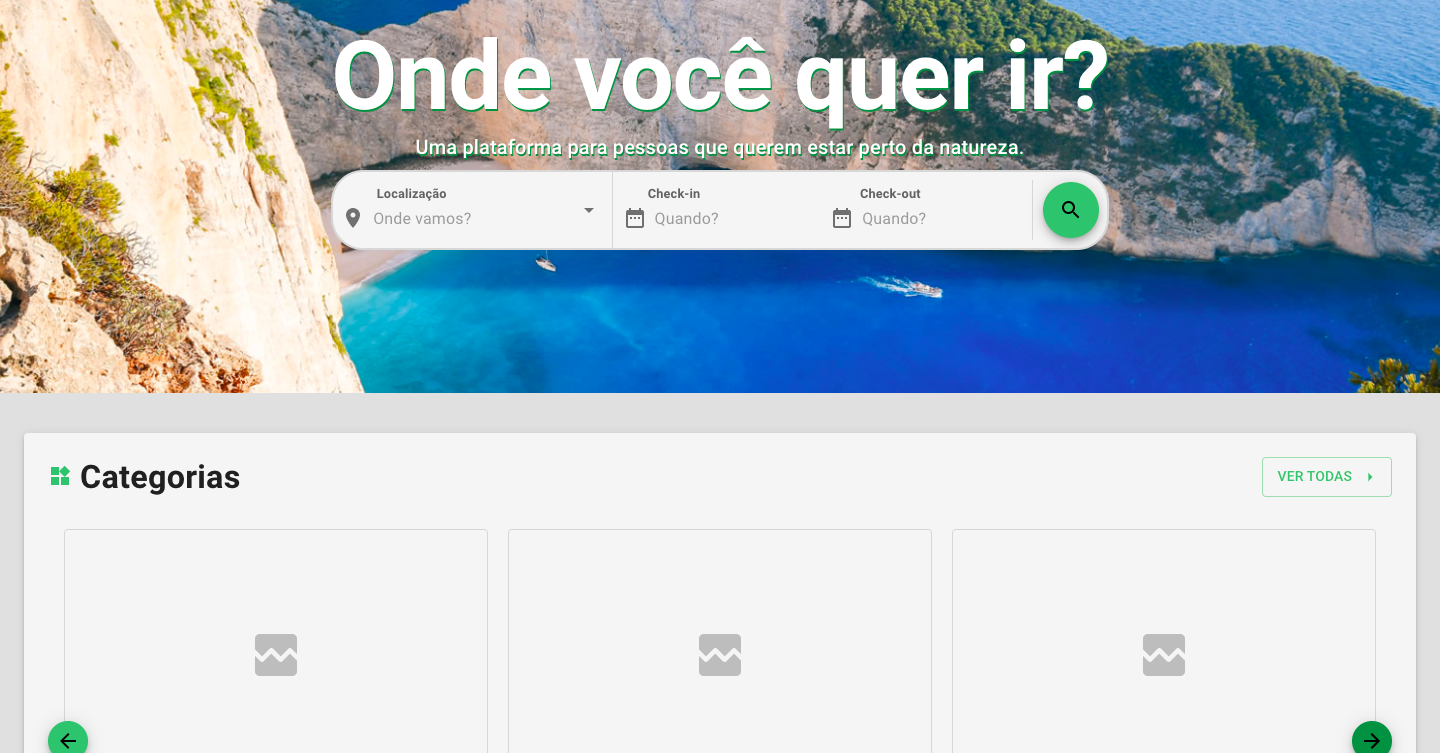 Onde você quer ir?
Uma plataforma para pessoas que querem estar perto da natureza.
Localização
Onde vamos?
Check-in
Quando?
Check-out
Quando?
Categorias
VER TODAS